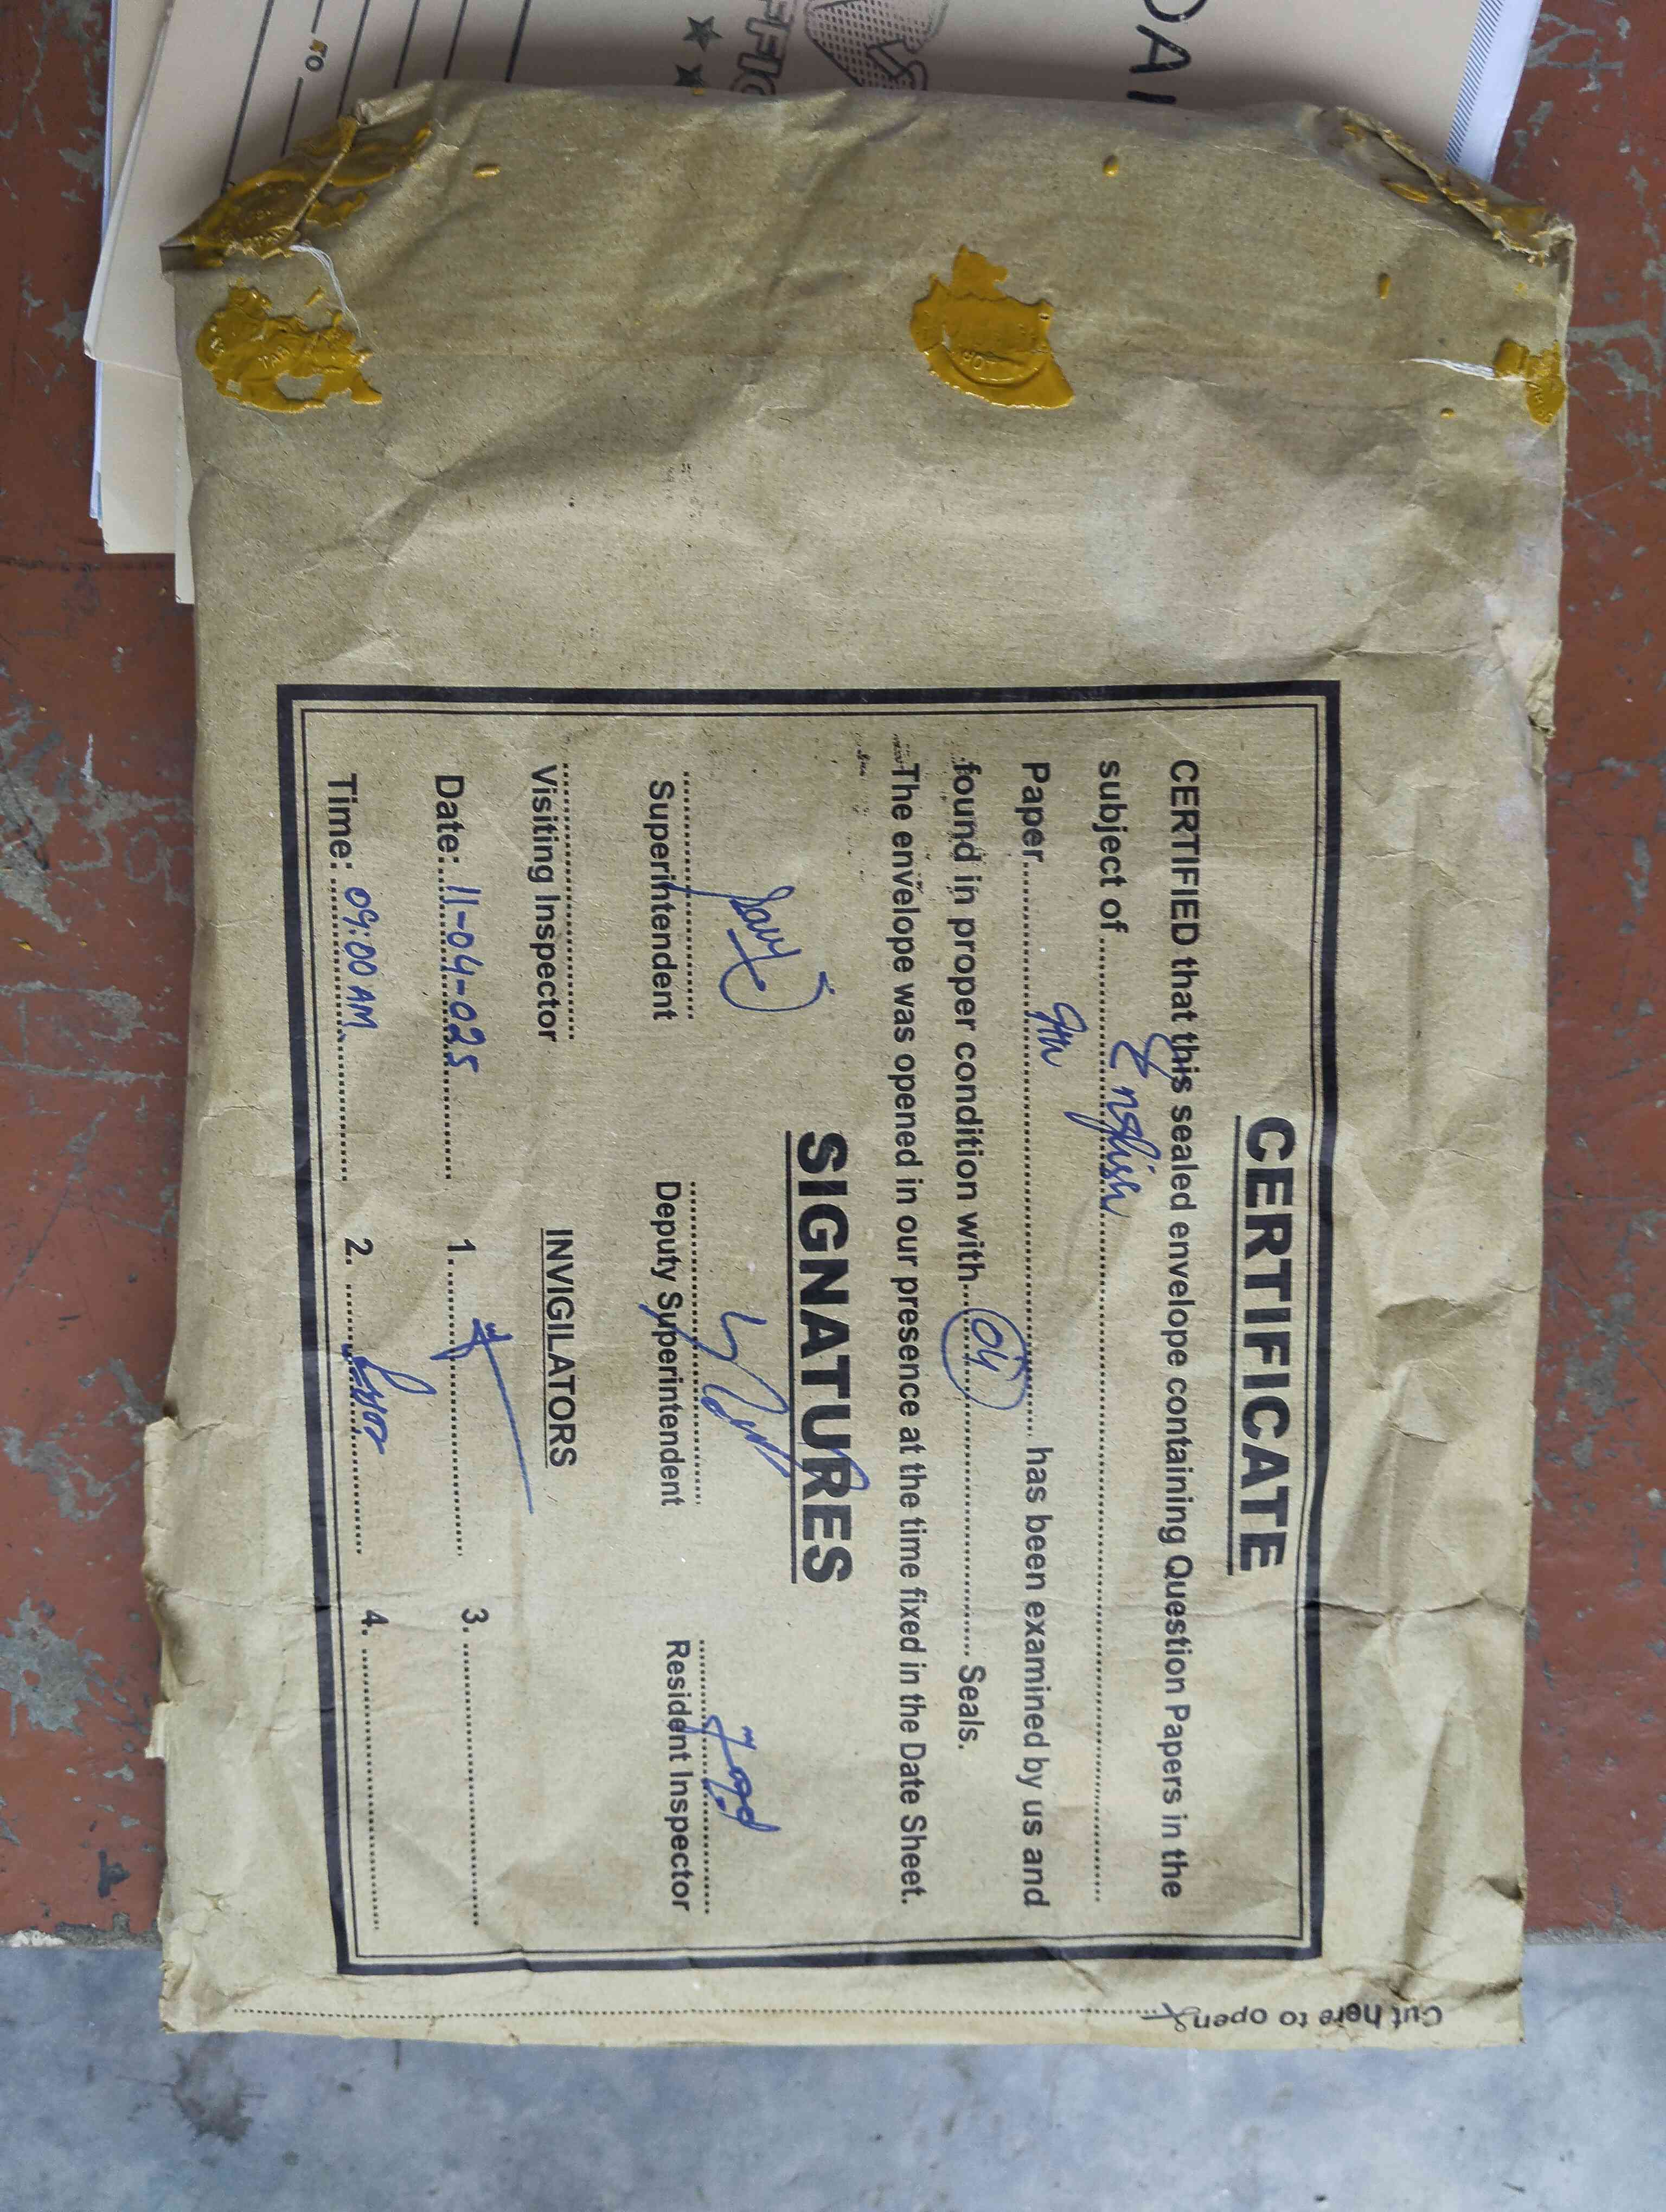 CERTIFICATE
CERTIFIED that this sealed envelope containing Question Papers in the
subject of English
Paper 9th has been examined by us and
found in proper condition with 04 Seals.
The envelope was opened in our presence at the time fixed in the Date Sheet.
SIGNATURES
Superintendent Deputy Superintendent Resident Inspector
Visiting Inspector
INVIGILATORS
Date: 11-04-025 1. 3.
Time: 09:00 AM 2. 4.
Cut here to open
TO